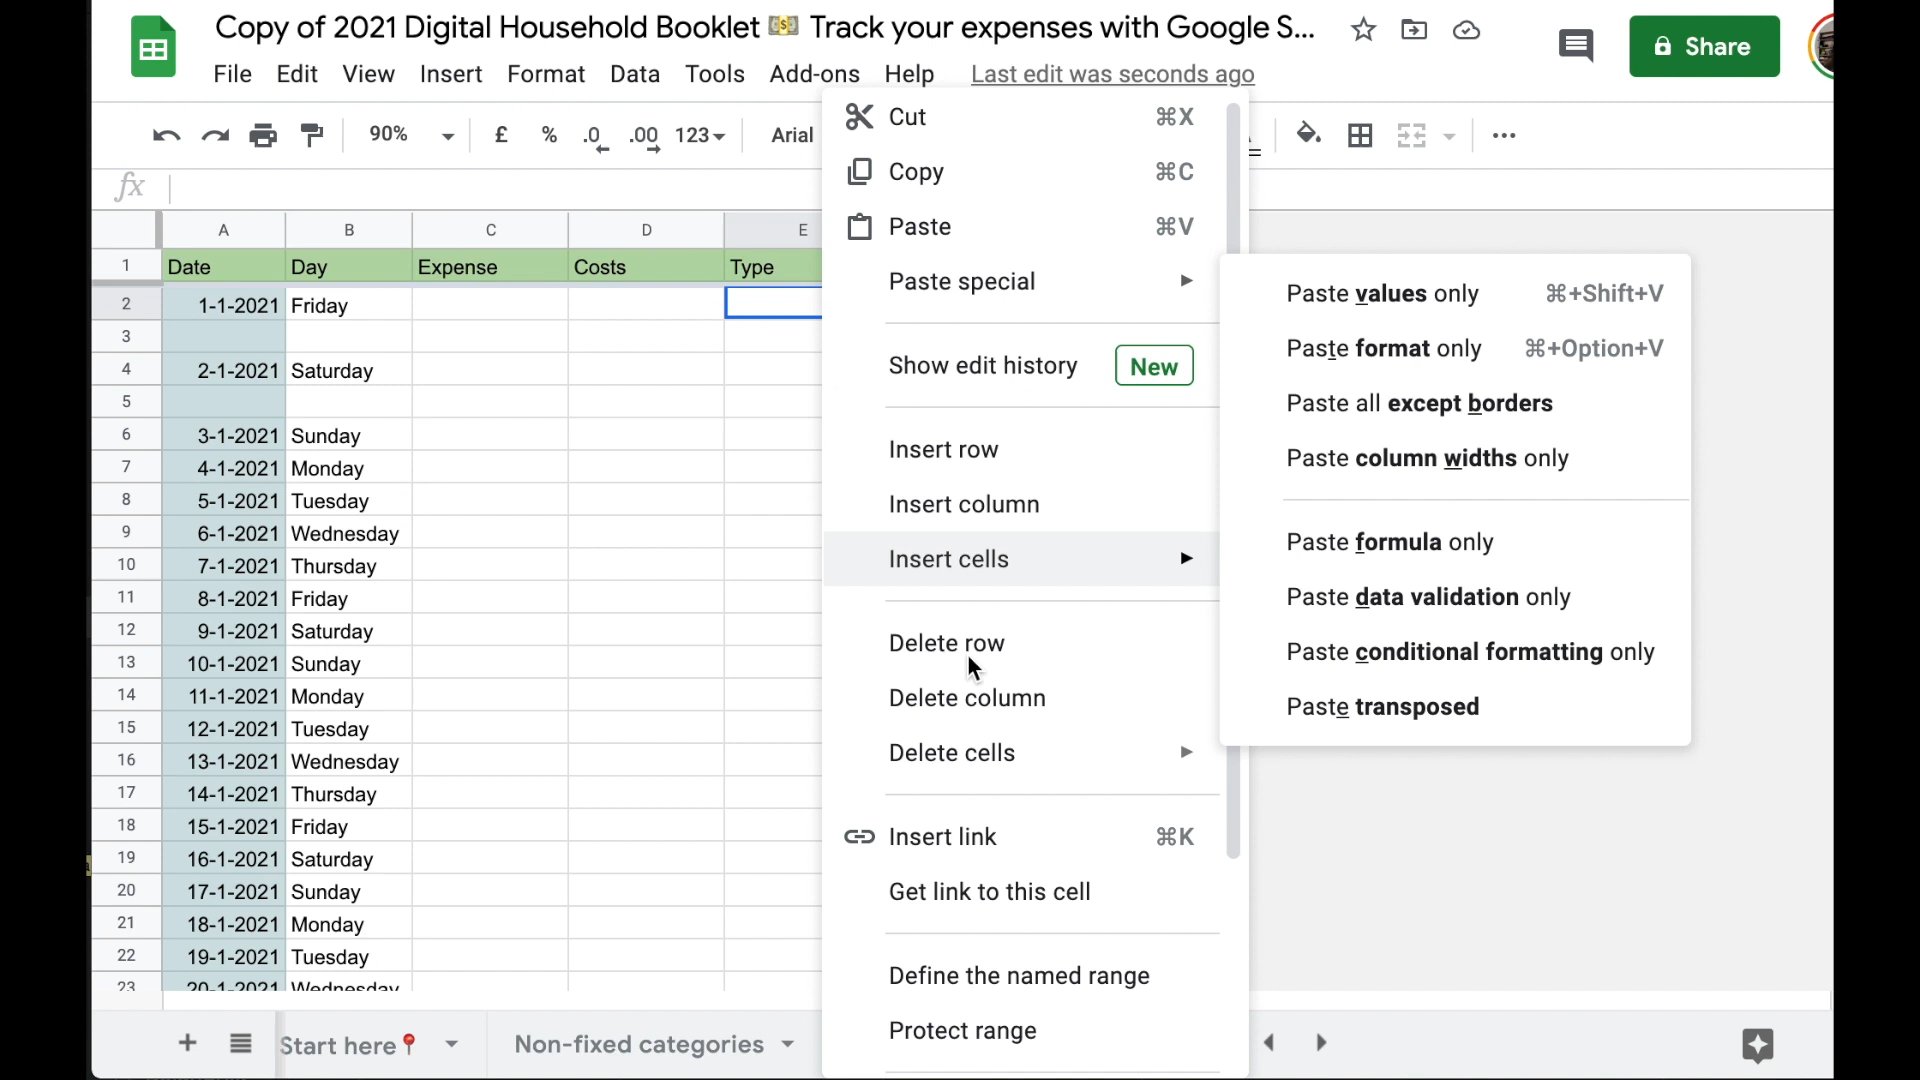 Copy of 2021 Digital Household Booklet 💵 Track your expenses with Google S...
File Edit View Insert Format Data Tools Add-ons Help Last edit was seconds ago
Share
90% £ % .0 .00 123 Arial
fx
A B C D E
1 Date Day Expense Costs Type
2 1-1-2021 Friday
3
4 2-1-2021 Saturday
5
6 3-1-2021 Sunday
7 4-1-2021 Monday
8 5-1-2021 Tuesday
9 6-1-2021 Wednesday
10 7-1-2021 Thursday
11 8-1-2021 Friday
12 9-1-2021 Saturday
13 10-1-2021 Sunday
14 11-1-2021 Monday
15 12-1-2021 Tuesday
16 13-1-2021 Wednesday
17 14-1-2021 Thursday
18 15-1-2021 Friday
19 16-1-2021 Saturday
20 17-1-2021 Sunday
21 18-1-2021 Monday
22 19-1-2021 Tuesday
23 20-1-2021 Wednesday
Cut ⌘X
Copy ⌘C
Paste ⌘V
Paste special
Show edit history New
Insert row
Insert column
Insert cells
Delete row
Delete column
Delete cells
Insert link ⌘K
Get link to this cell
Define the named range
Protect range
Paste values only ⌘+Shift+V
Paste format only ⌘+Option+V
Paste all except borders
Paste column widths only
Paste formula only
Paste data validation only
Paste conditional formatting only
Paste transposed
Start here📍 Non-fixed categories